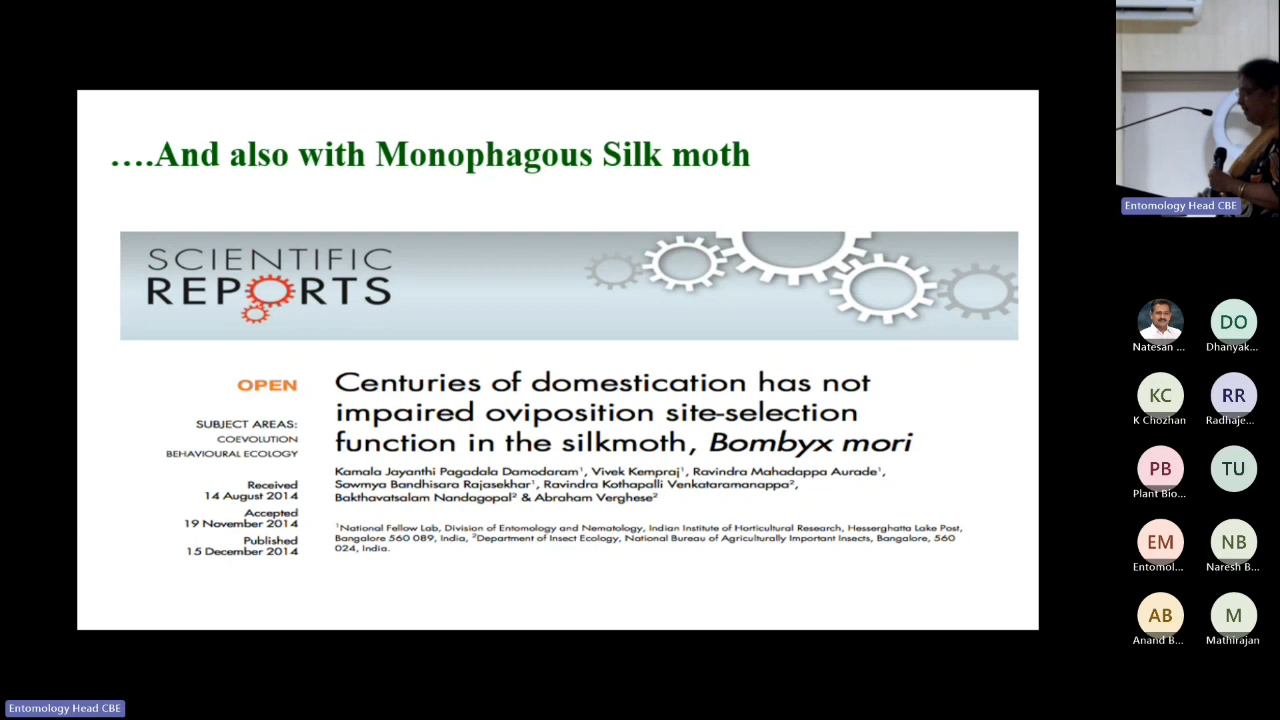 ….And also with Monophagous Silk moth
SCIENTIFIC
REPORTS
OPEN
SUBJECT AREAS:
COEVOLUTION
BEHAVIOURAL ECOLOGY
Received
14 August 2014
Accepted
19 November 2014
Published
15 December 2014
Centuries of domestication has not
impaired oviposition site-selection
function in the silkmoth, Bombyx mori
Kamala Jayanthi Pagadala Damodaram¹, Vivek Kempraj¹, Ravindra Mahadappa Aurade¹,
Sowmya Bandhisara Rajasekhar¹, Ravindra Kothapalli Venkataramanappa²,
Bakthavatsalam Nandagopal² & Abraham Verghese²
¹National Fellow Lab, Division of Entomology and Nematology, Indian Institute of Horticultural Research, Hesserghatta Lake Post,
Bangalore 560 089, India, ²Department of Insect Ecology, National Bureau of Agriculturally Important Insects, Bangalore, 560
024, India.
Entomology Head CBE
Natesan ...
DO
Dhanyak...
KC
K Chozhan
RR
Radhaje...
PB
Plant Bio...
TU
EM
Entomol...
NB
Naresh B...
AB
Anand B...
M
Mathirajan
Entomology Head CBE